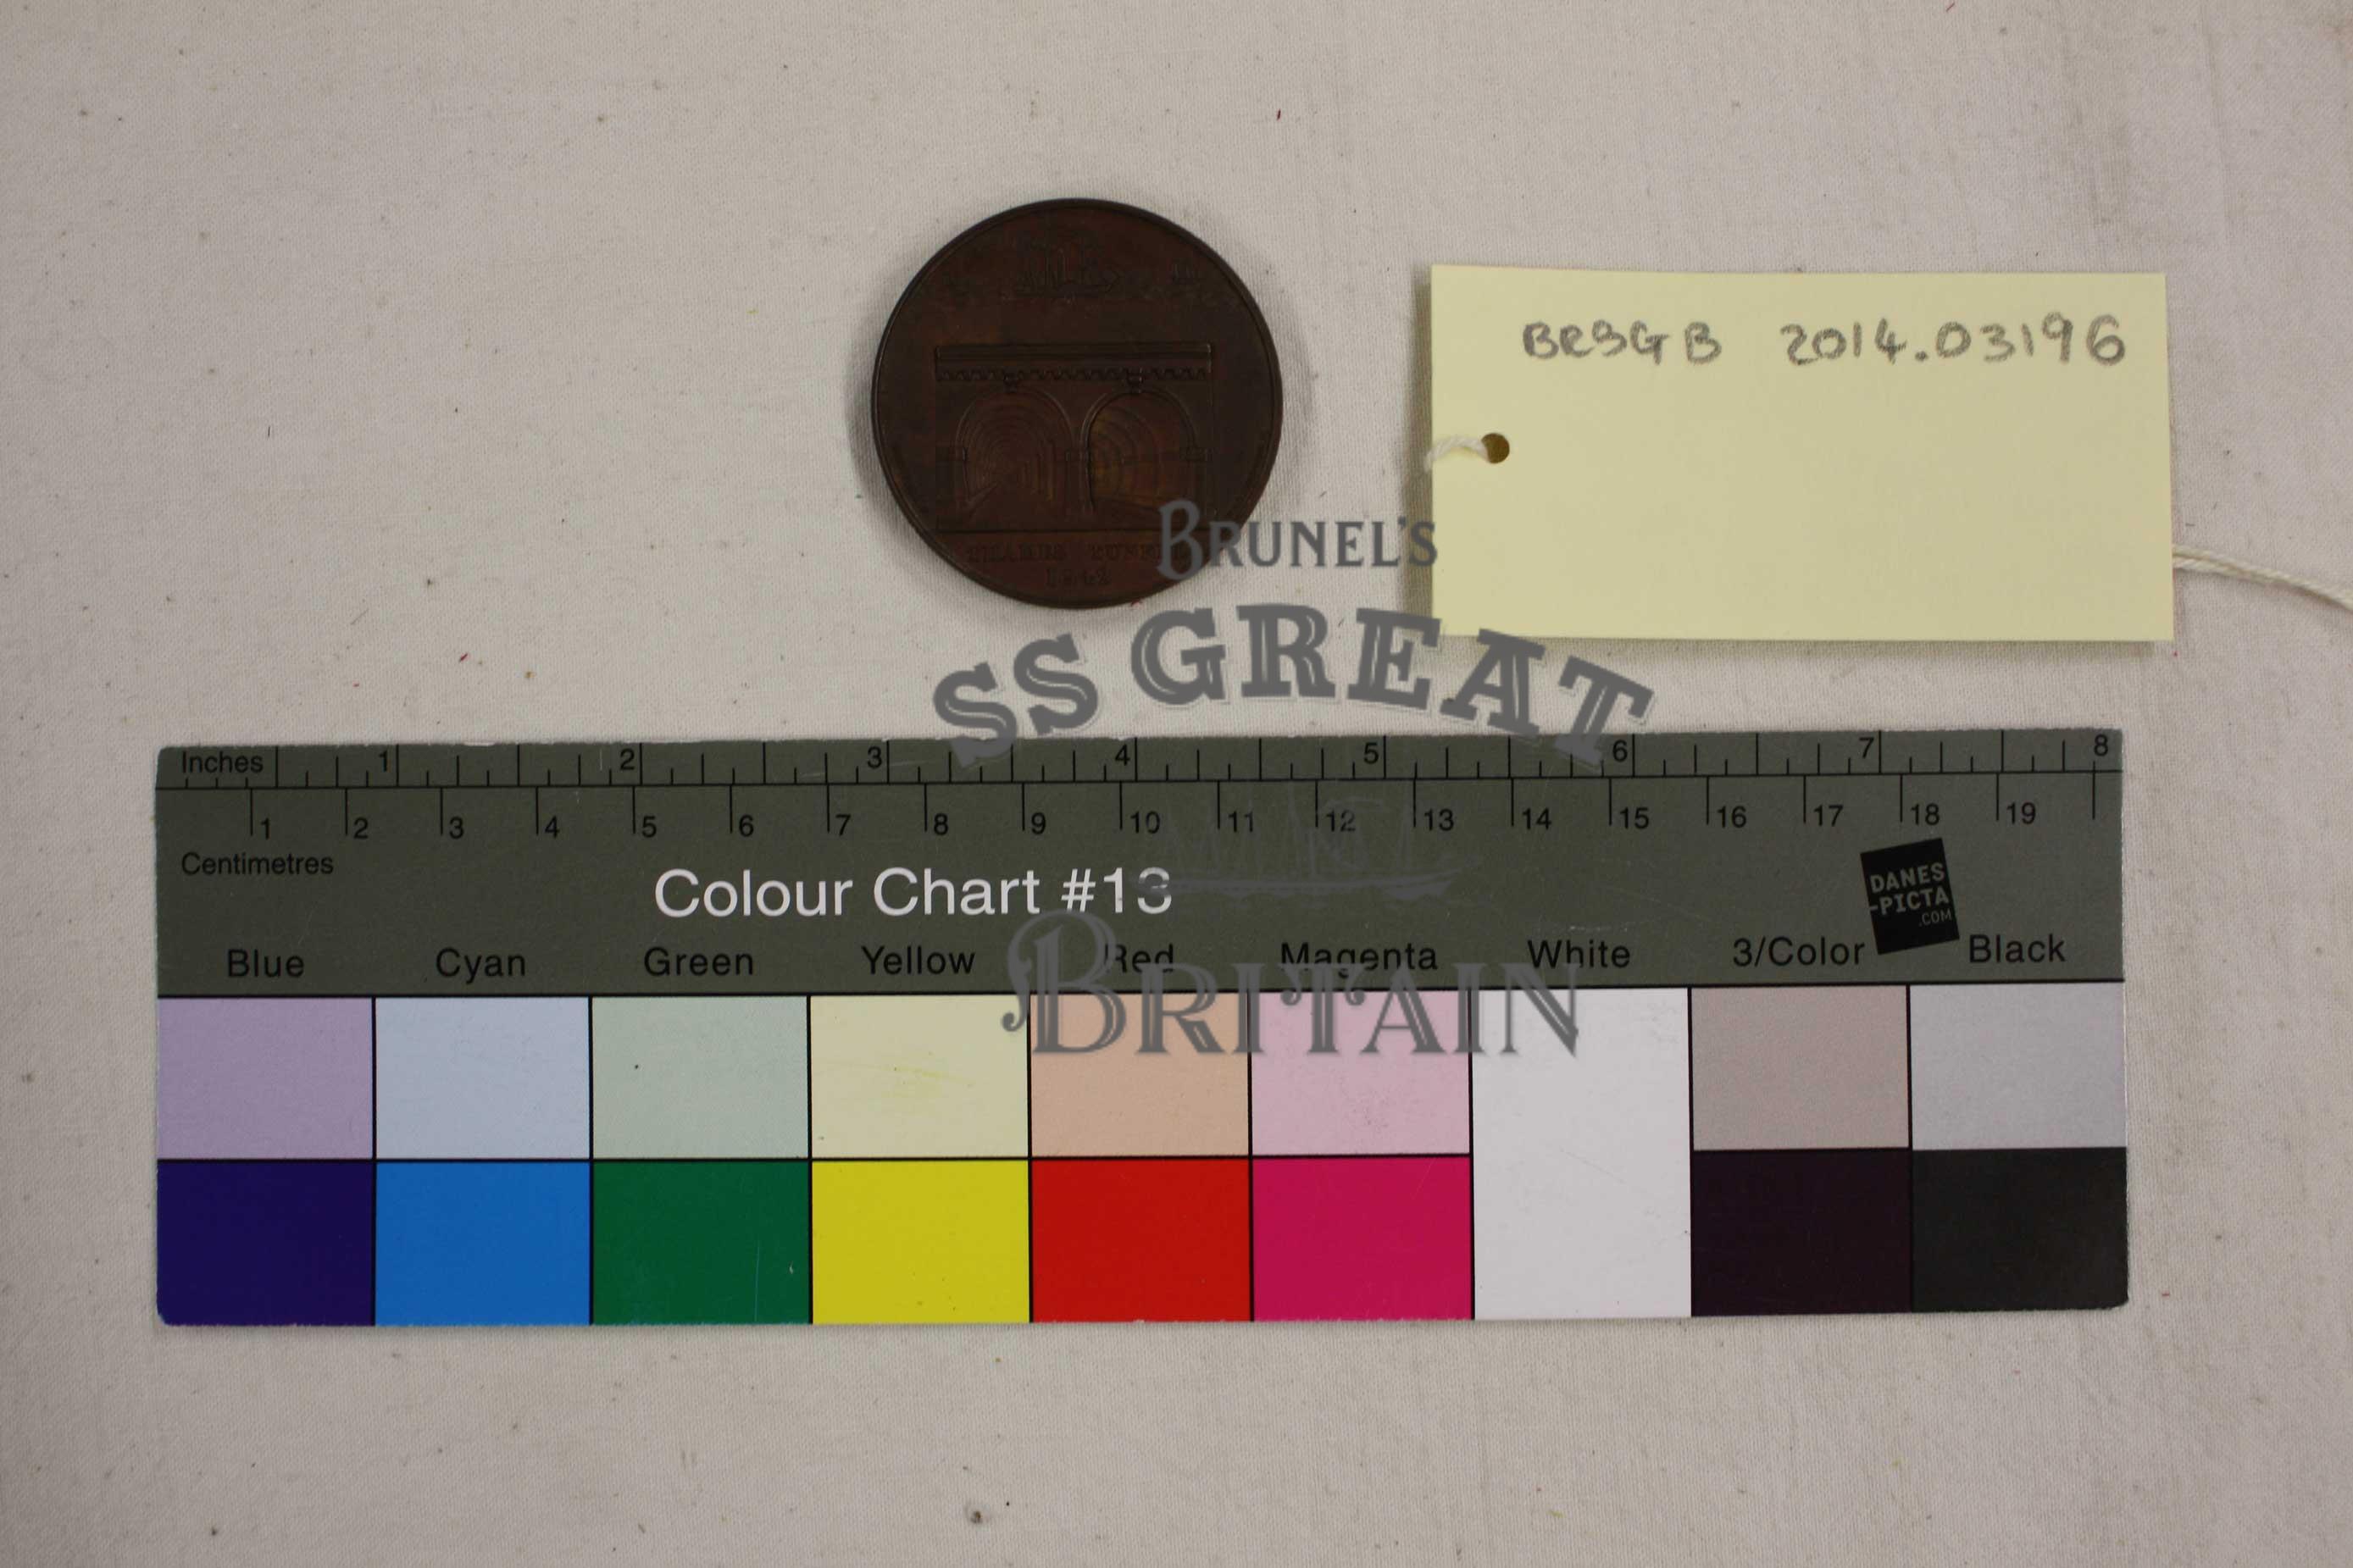 BRSGB 2014.03196
THAMES TUNNEL
BRUNEL'S
SS GREAT
BRITAIN
Inches 1 2 3 4 5 6 7 8
1 2 3 4 5 6 7 8 9 10 11 12 13 14 15 16 17 18 19
Centimetres
Colour Chart #13
DANES
-PICTA
.COM
Blue Cyan Green Yellow Red Magenta White 3/Color Black